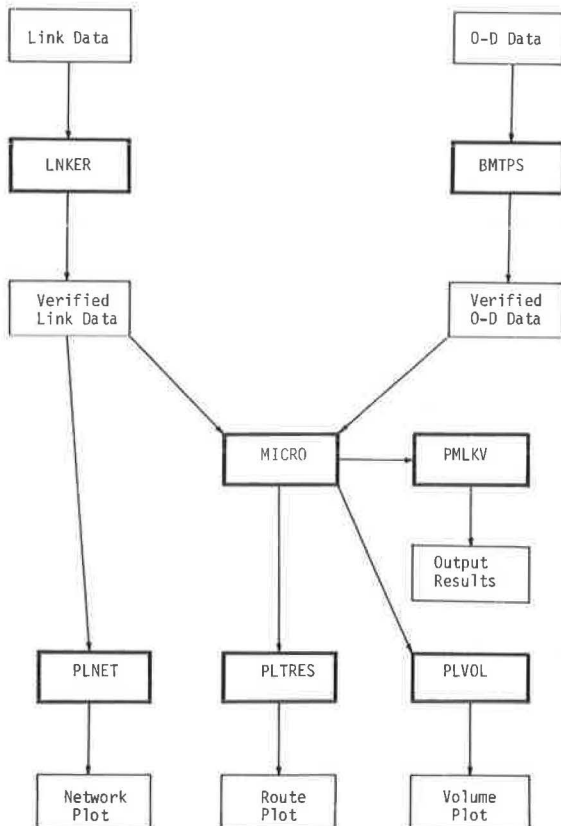 Link Data
O-D Data
LNKER
BMTPS
Verified
Link Data
Verified
O-D Data
MICRO
PMLKV
Output
Results
PLNET
PLTRES
PLVOL
Network
Plot
Route
Plot
Volume
Plot